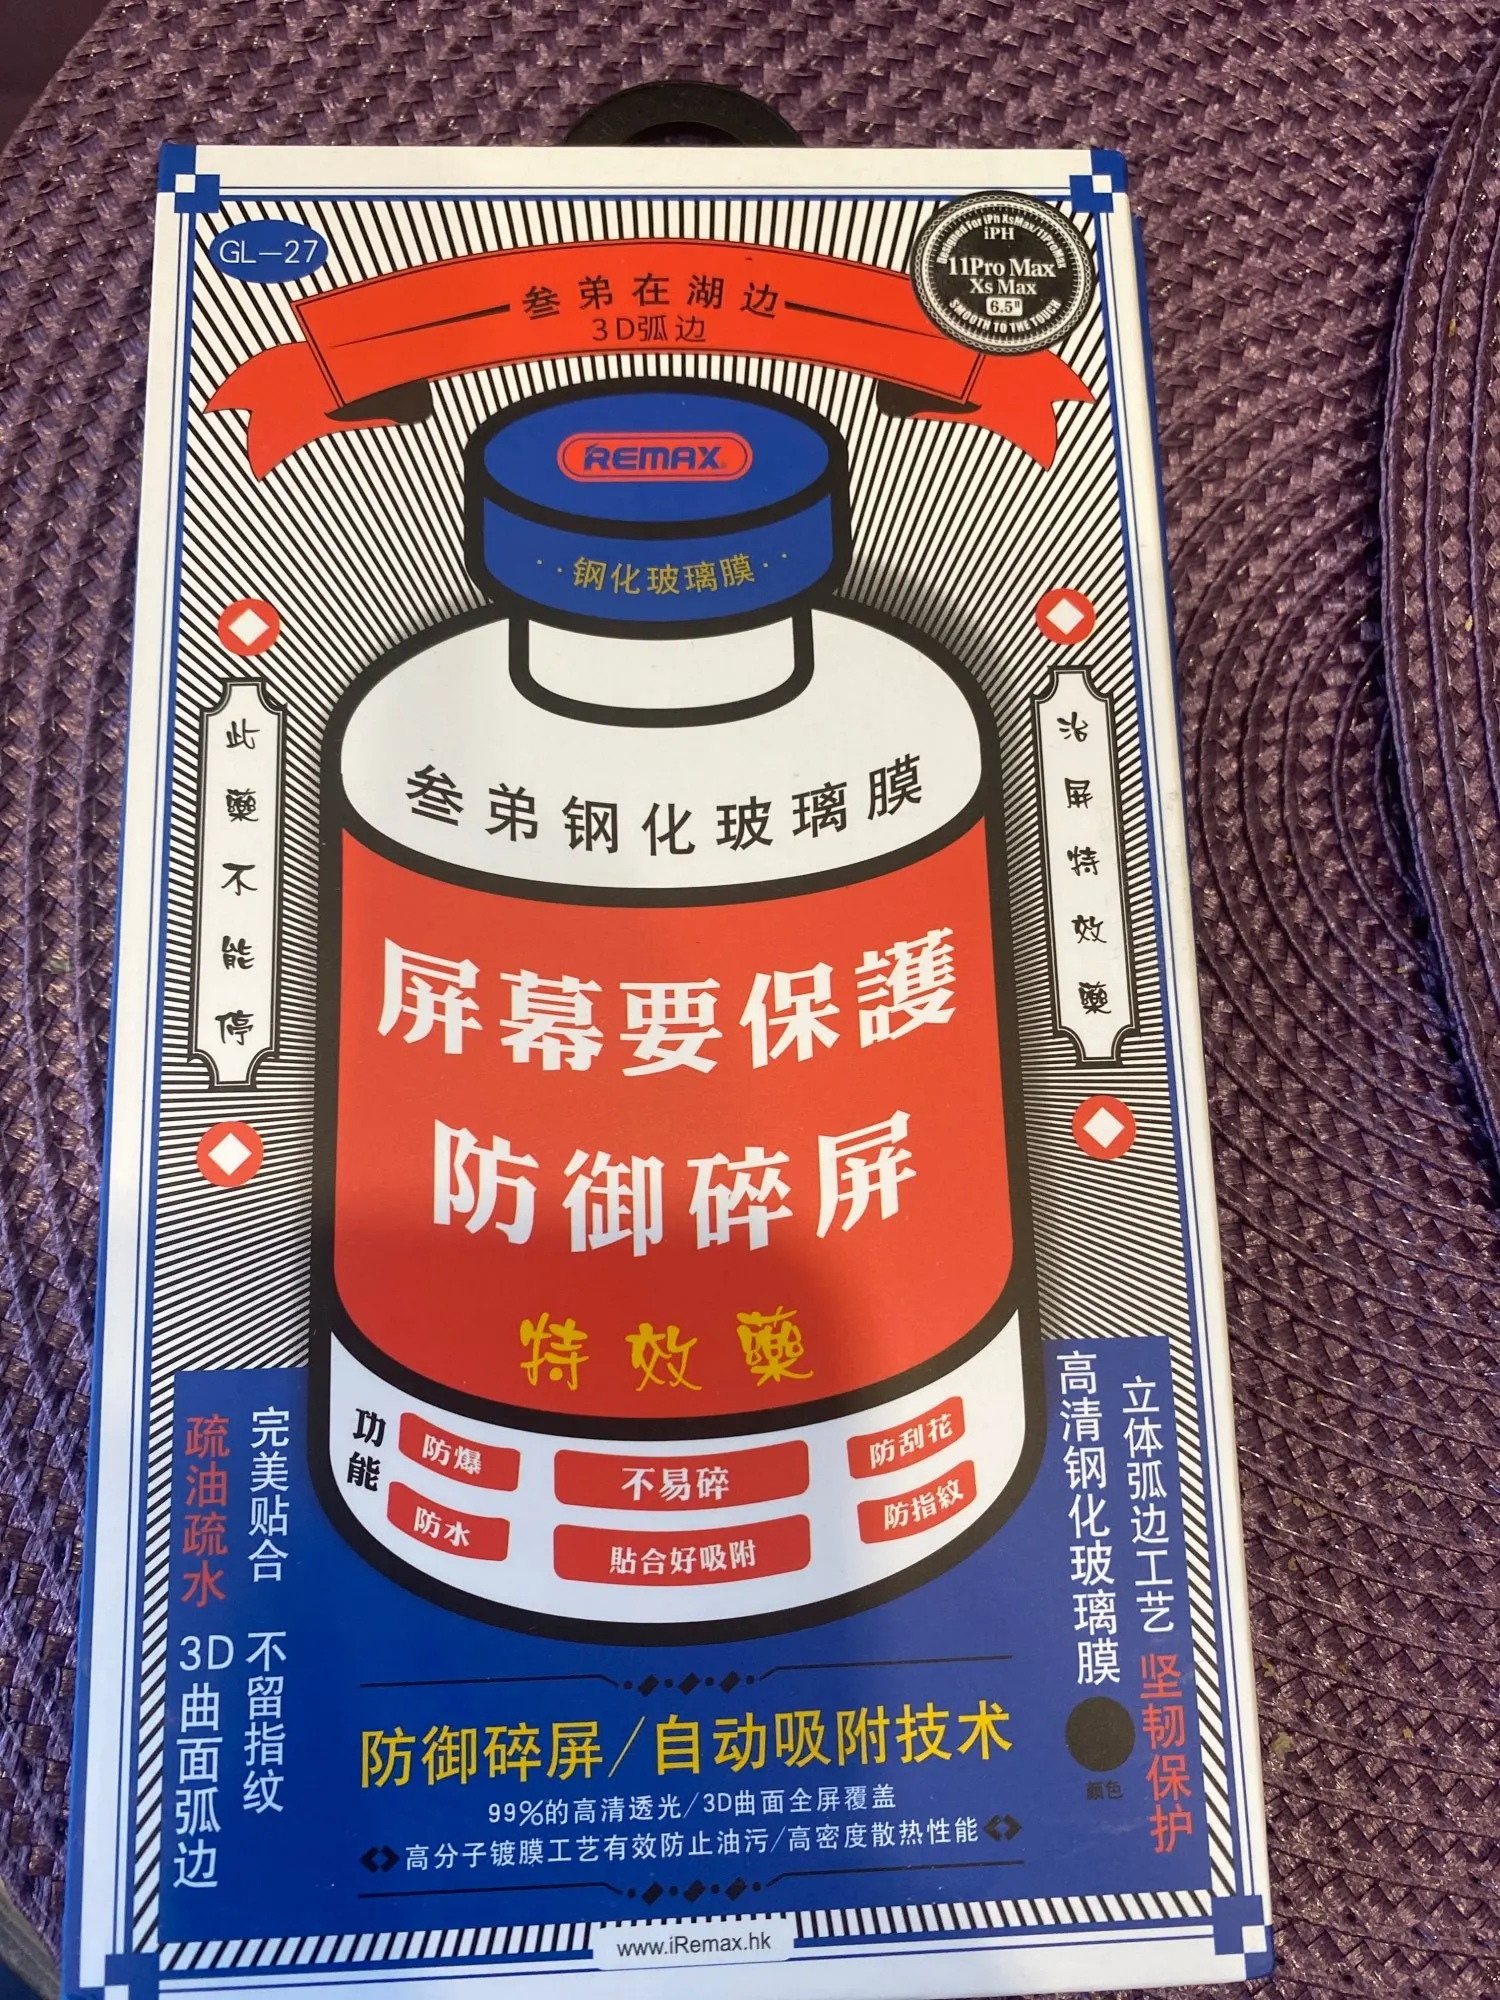 GL-27
叁弟在湖边
3D弧边
Designed for iPh XsMax/11ProMax
iPH
11Pro Max
Xs Max
6.5"
SMOOTH TO THE TOUCH
REMAX
··钢化玻璃膜··
叁弟钢化玻璃膜
此藥不能停
治屏特效藥
屏幕要保護
防御碎屏
特效藥
功能
防爆
不易碎
防刮花
防水
貼合好吸附
防指紋
完美贴合 不留指纹
疏油疏水 3D曲面弧边
立体弧边工艺 坚韧保护
高清钢化玻璃膜
顏色
防御碎屏/自动吸附技术
99%的高清透光/3D曲面全屏覆盖
高分子镀膜工艺有效防止油污/高密度散热性能
www.iRemax.hk